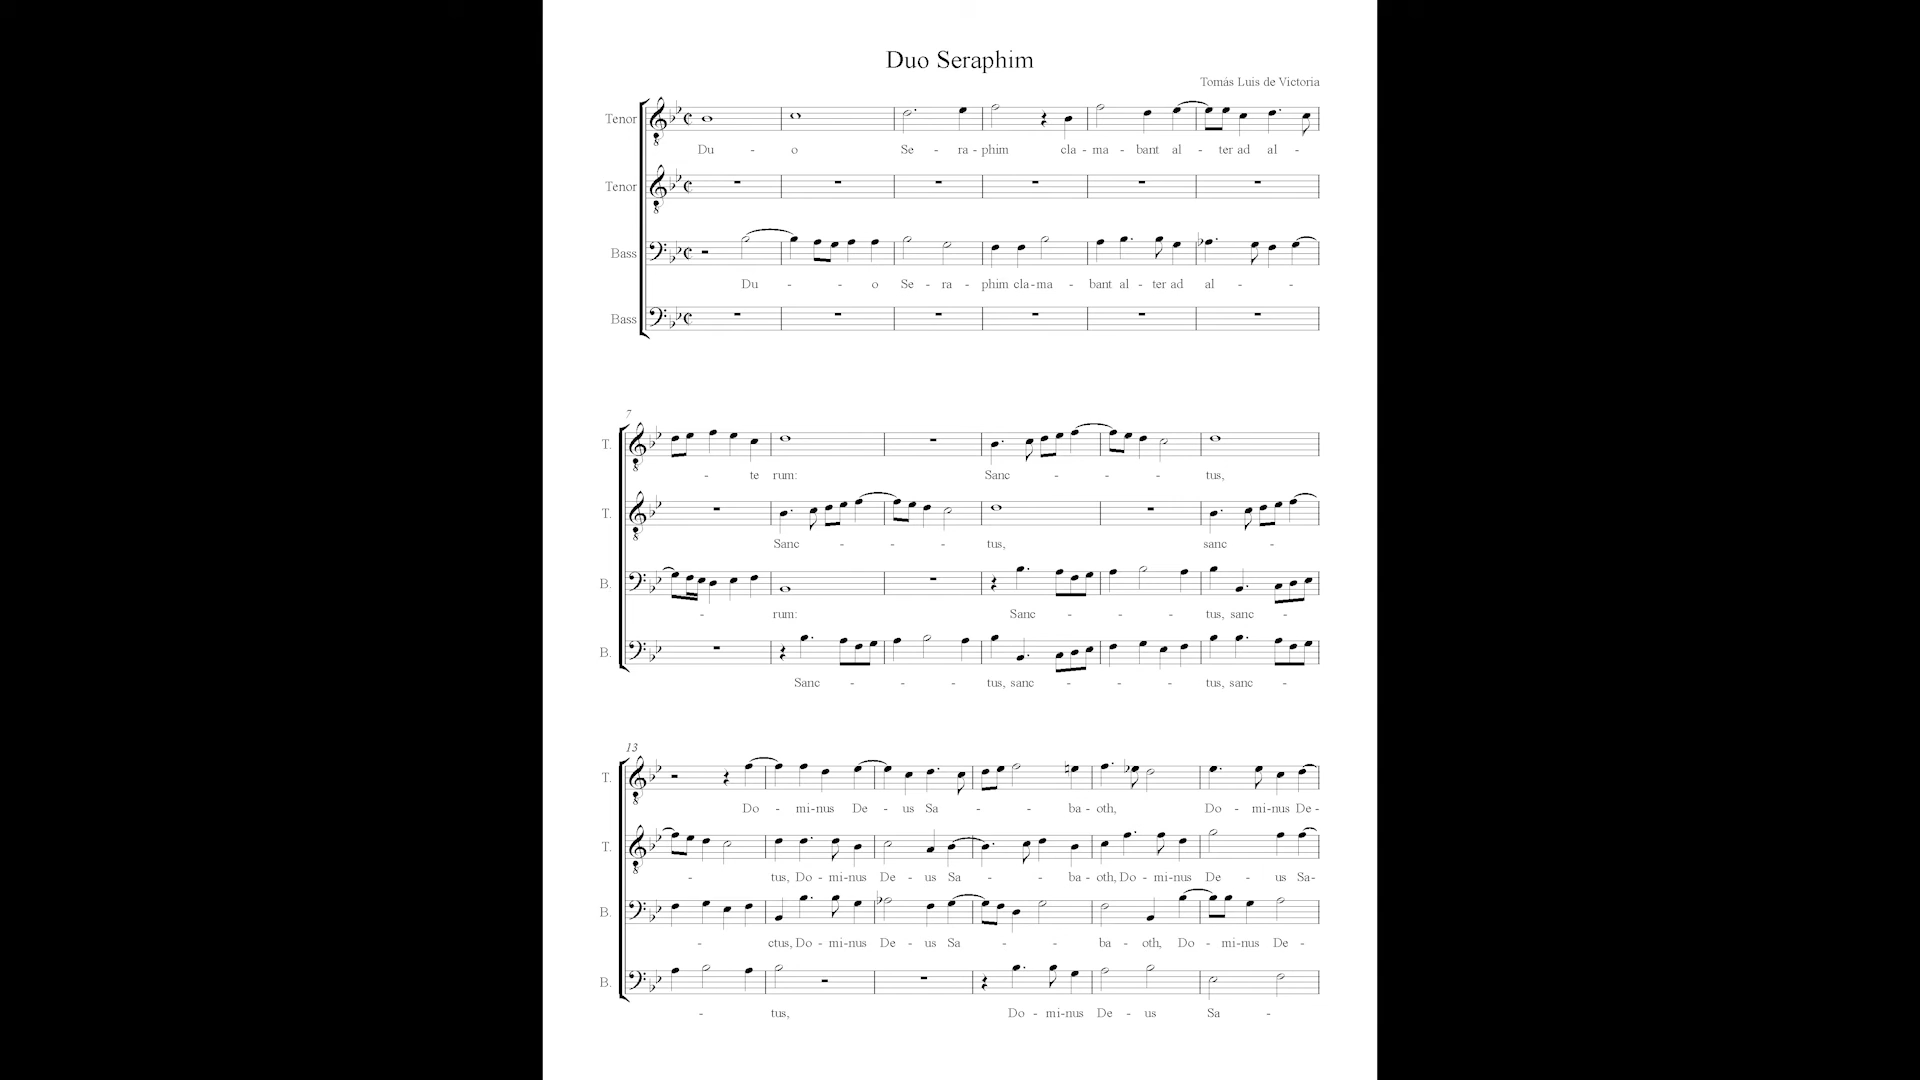 Duo Seraphim
Tomás Luis de Victoria
Tenor
Du - o Se - ra - phim cla - ma - bant al - ter ad al -
Tenor
Bass
Du - - - o Se - ra - phim cla - ma - bant al - ter ad al - - -
Bass
7
T.
- te rum:
Sanc - - - tus,
T.
Sanc - - - tus, sanc -
B.
- rum: Sanc - - - tus, sanc -
B.
Sanc - - - tus, sanc - - - tus, sanc -
13
T.
Do - mi-nus De - us Sa - - ba - oth, Do - mi-nus De -
T.
- tus, Do - mi-nus De - us Sa - - ba - oth, Do - mi-nus De - us Sa-
B.
- ctus, Do - mi-nus De - us Sa - - - ba - oth, Do - mi-nus De -
B.
- tus, Do - mi-nus De - us Sa -